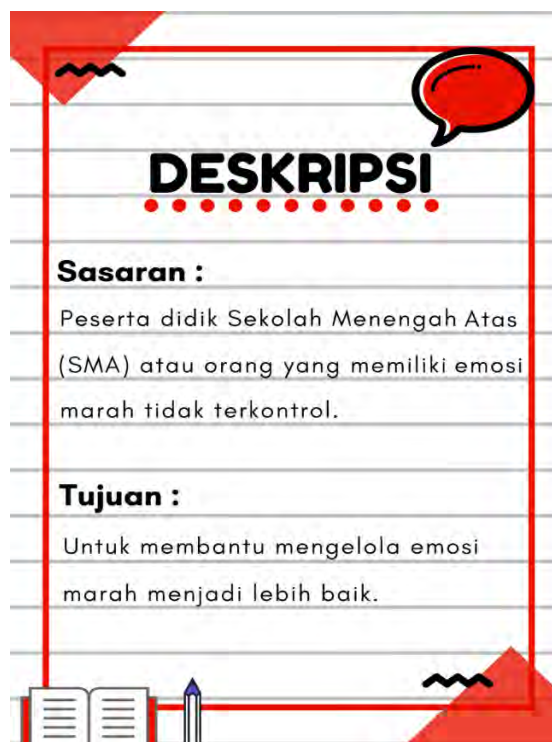 DESKRIPSI
Sasaran :
Peserta didik Sekolah Menengah Atas
(SMA) atau orang yang memiliki emosi
marah tidak terkontrol.
Tujuan :
Untuk membantu mengelola emosi
marah menjadi lebih baik.